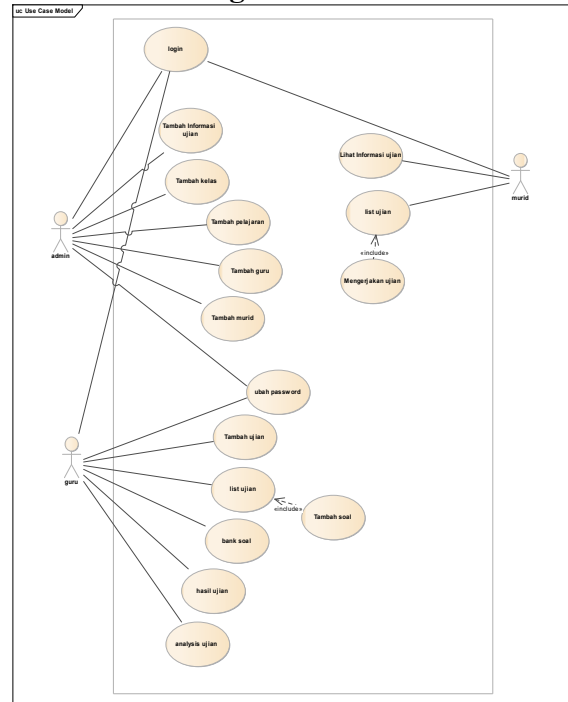 uc Use Case Model
login
Tambah Informasi
ujian
Tambah kelas
Tambah pelajaran
Tambah guru
Tambah murid
admin
Lihat Informasi ujian
list ujian
«include»
Mengerjakan ujian
murid
ubah password
Tambah ujian
list ujian
«include»
Tambah soal
bank soal
hasil ujian
analysis ujian
guru